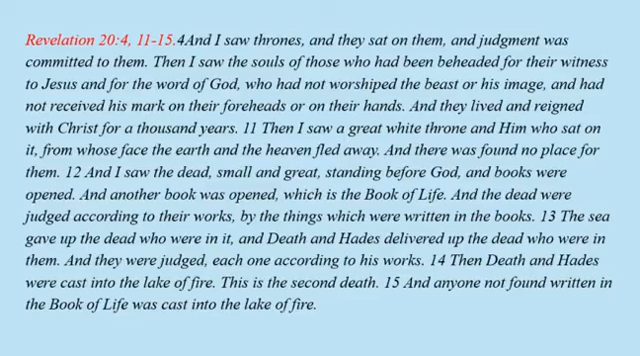 Revelation 20:4, 11-15.4And I saw thrones, and they sat on them, and judgment was
committed to them. Then I saw the souls of those who had been beheaded for their witness
to Jesus and for the word of God, who had not worshiped the beast or his image, and had
not received his mark on their foreheads or on their hands. And they lived and reigned
with Christ for a thousand years. 11 Then I saw a great white throne and Him who sat on
it, from whose face the earth and the heaven fled away. And there was found no place for
them. 12 And I saw the dead, small and great, standing before God, and books were
opened. And another book was opened, which is the Book of Life. And the dead were
judged according to their works, by the things which were written in the books. 13 The sea
gave up the dead who were in it, and Death and Hades delivered up the dead who were in
them. And they were judged, each one according to his works. 14 Then Death and Hades
were cast into the lake of fire. This is the second death. 15 And anyone not found written in
the Book of Life was cast into the lake of fire.